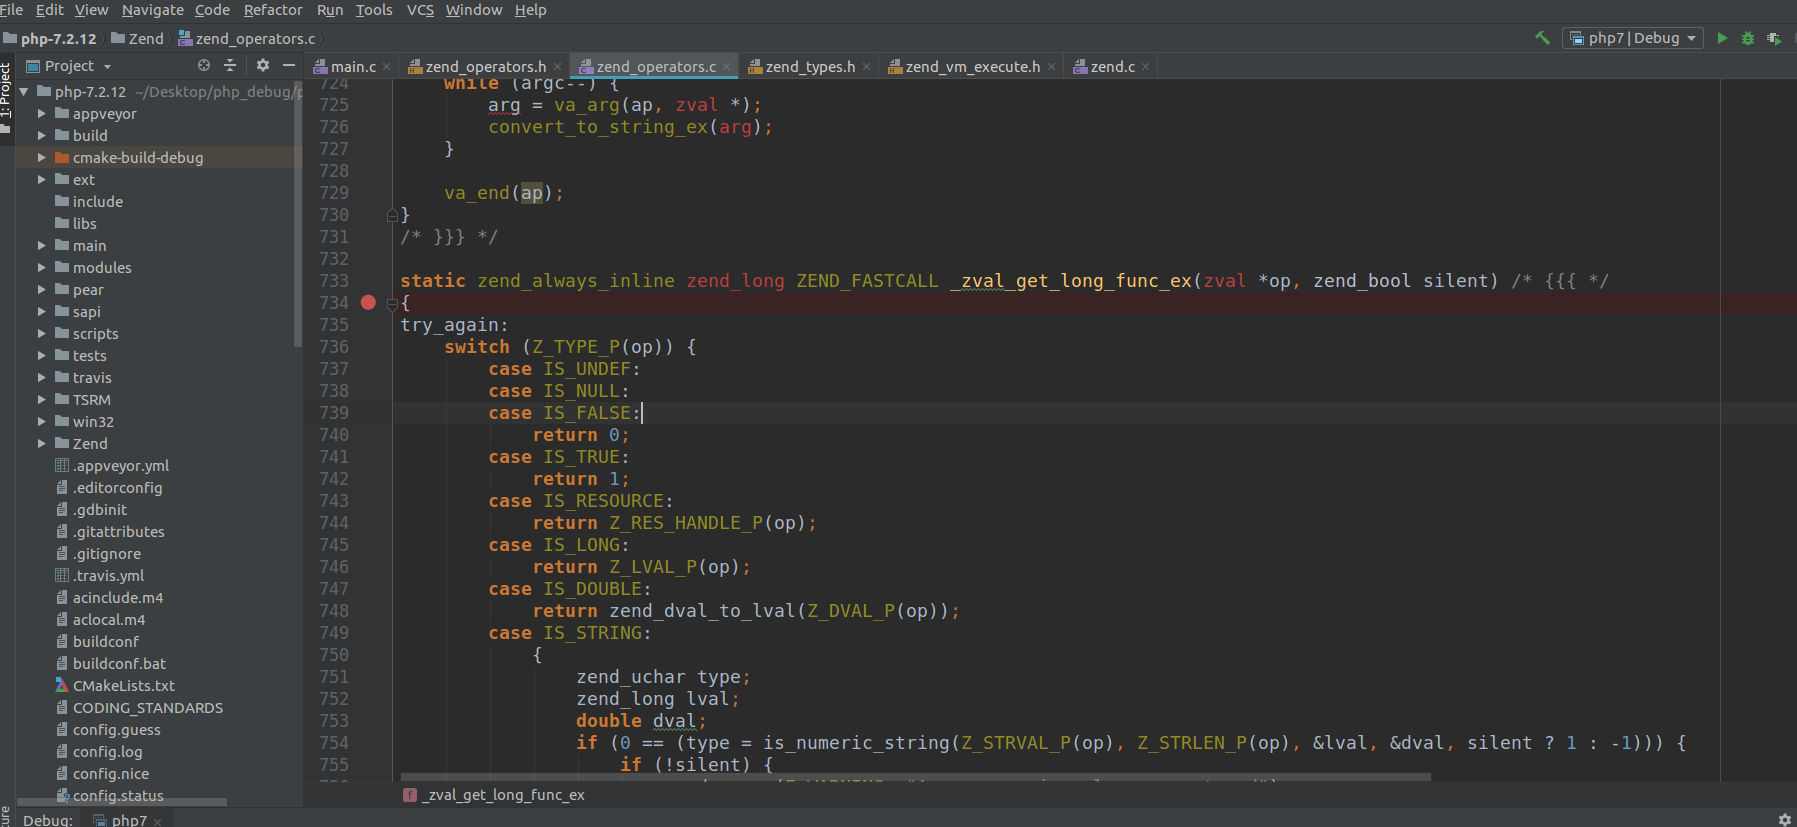 File Edit View Navigate Code Refactor Run Tools VCS Window Help
php-7.2.12 Zend zend_operators.c php7|Debug
1: Project
Project main.c zend_operators.h zend_operators.c zend_types.h zend_vm_execute.h zend.c
php-7.2.12 ~/Desktop/php_debug/p
appveyor
build
cmake-build-debug
ext
include
libs
main
modules
pear
sapi
scripts
tests
travis
TSRM
win32
Zend
.appveyor.yml
.editorconfig
.gdbinit
.gitattributes
.gitignore
.travis.yml
acinclude.m4
aclocal.m4
buildconf
buildconf.bat
CMakeLists.txt
CODING_STANDARDS
config.guess
config.log
config.nice
config.status
724 while (argc--) {
725 arg = va_arg(ap, zval *);
726 convert_to_string_ex(arg);
727 }
728
729 va_end(ap);
730 }
731 /* }}} */
732
733 static zend_always_inline zend_long ZEND_FASTCALL _zval_get_long_func_ex(zval *op, zend_bool silent) /* {{{ */
734 {
735 try_again:
736 switch (Z_TYPE_P(op)) {
737 case IS_UNDEF:
738 case IS_NULL:
739 case IS_FALSE:
740 return 0;
741 case IS_TRUE:
742 return 1;
743 case IS_RESOURCE:
744 return Z_RES_HANDLE_P(op);
745 case IS_LONG:
746 return Z_LVAL_P(op);
747 case IS_DOUBLE:
748 return zend_dval_to_lval(Z_DVAL_P(op));
749 case IS_STRING:
750 {
751 zend_uchar type;
752 zend_long lval;
753 double dval;
754 if (0 == (type = is_numeric_string(Z_STRVAL_P(op), Z_STRLEN_P(op), &lval, &dval, silent ? 1 : -1))) {
755 if (!silent) {
_zval_get_long_func_ex
Debug: php7